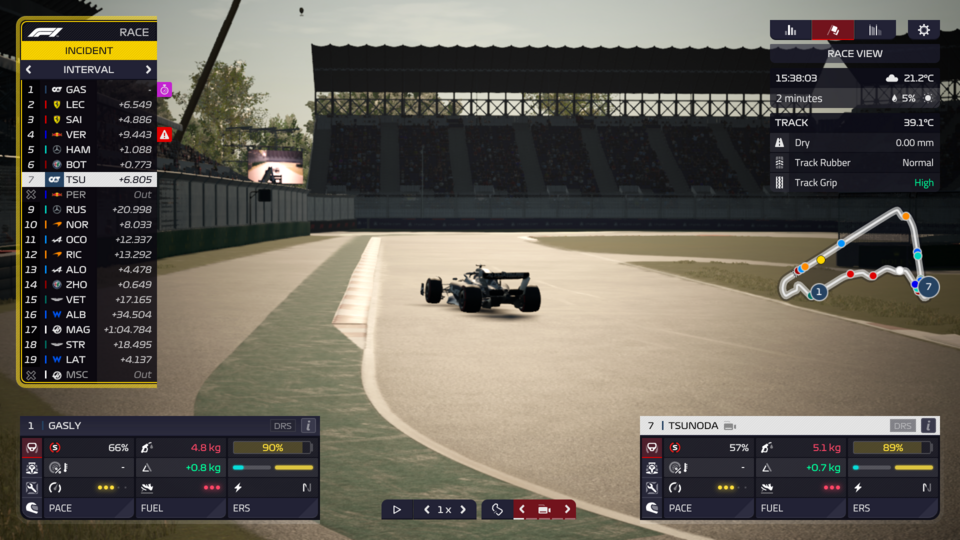 F1 RACE
INCIDENT
INTERVAL
1 GAS -
2 LEC +6.549
3 SAI +4.886
4 VER +9.443
5 HAM +1.088
6 BOT +0.773
7 TSU +6.805
PER Out
9 RUS +20.998
10 NOR +8.033
11 OCO +12.337
12 RIC +13.292
13 ALO +4.478
14 ZHO +0.649
15 VET +17.165
16 ALB +34.504
17 MAG +1:04.784
18 STR +18.495
19 LAT +4.137
MSC Out
RACE VIEW
15:38:03 21.2°C
2 minutes 5%
TRACK 39.1°C
Dry 0.00 mm
Track Rubber Normal
Track Grip High
1
7
1 GASLY DRS i
S 66% 4.8 kg 90%
- +0.8 kg
N
PACE FUEL ERS
1x
7 TSUNODA DRS i
S 57% 5.1 kg 89%
- +0.7 kg
N
PACE FUEL ERS